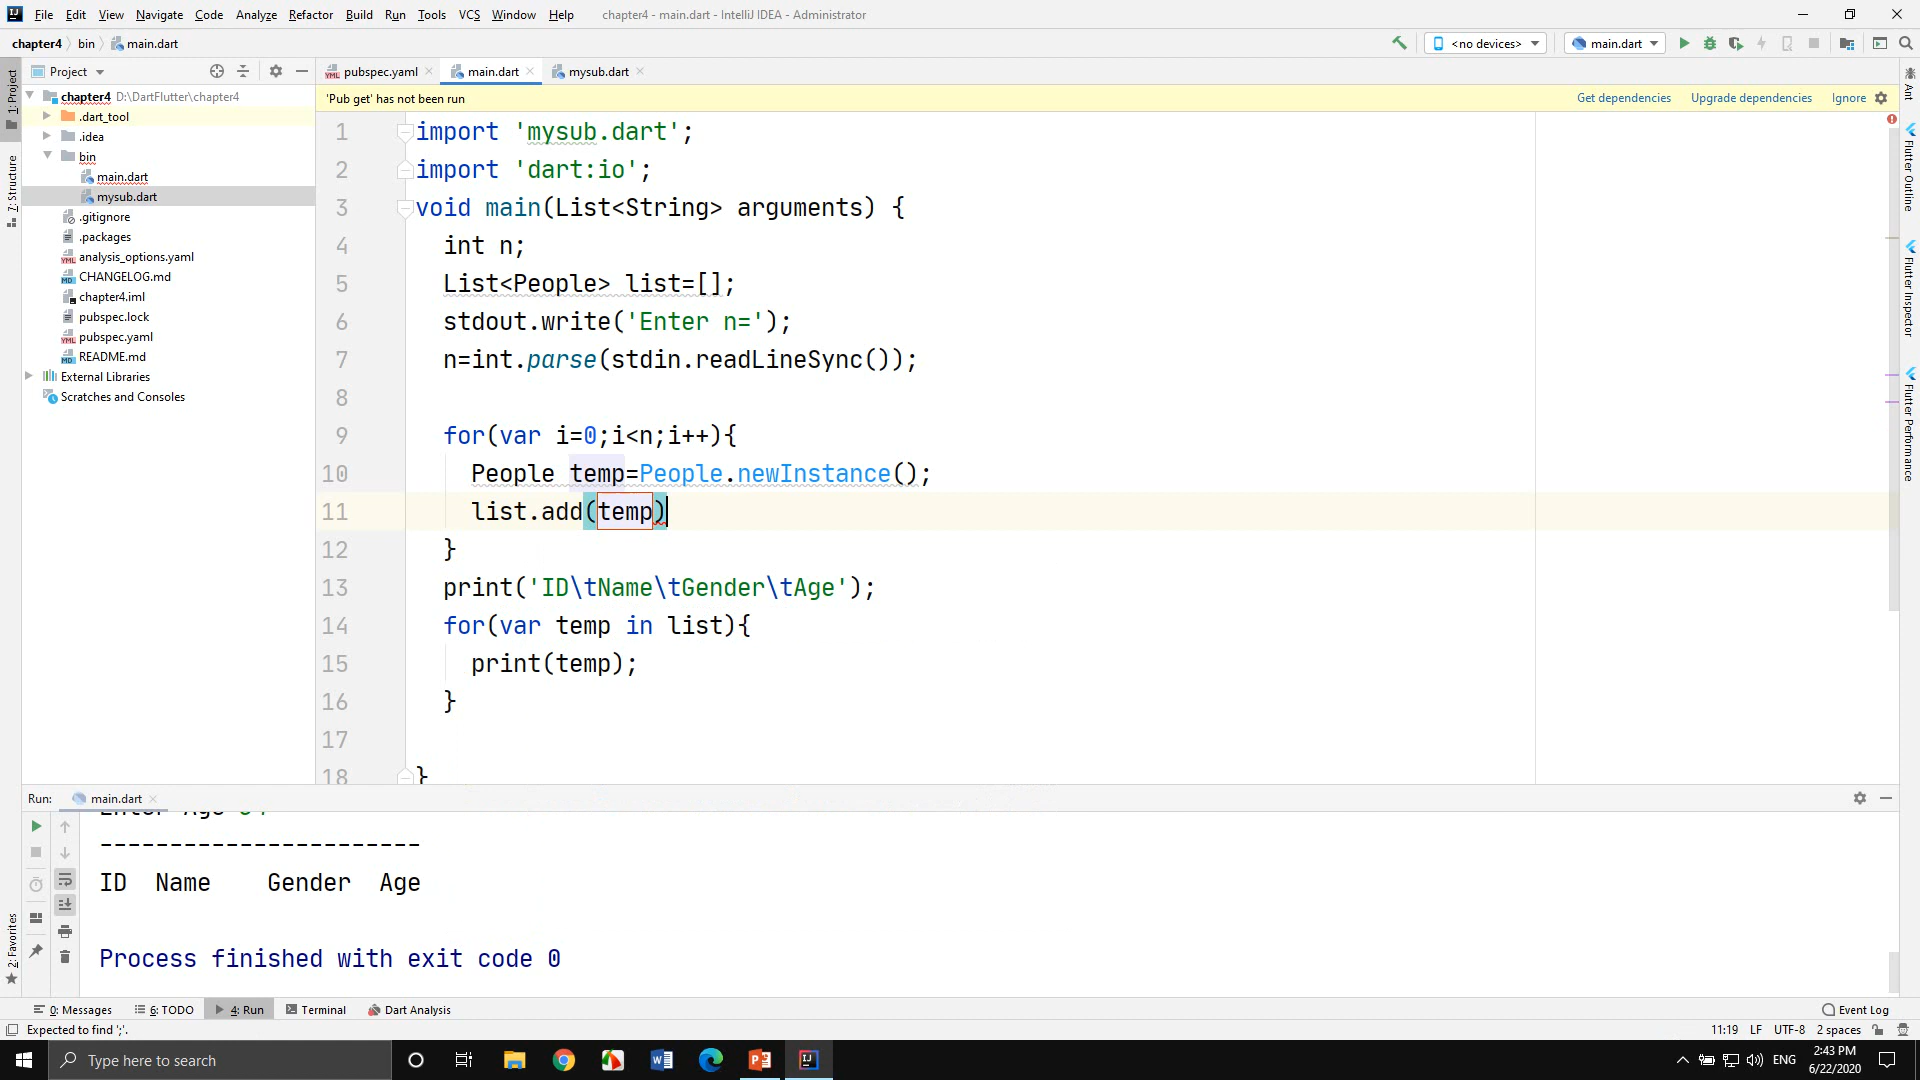 File Edit View Navigate Code Analyze Refactor Build Run Tools VCS Window Help chapter4 - main.dart - IntelliJ IDEA - Administrator
chapter4 bin main.dart <no devices> main.dart
Project
pubspec.yaml main.dart mysub.dart
chapter4 D:\DartFlutter\chapter4
.dart_tool
.idea
bin
main.dart
mysub.dart
.gitignore
.packages
analysis_options.yaml
CHANGELOG.md
chapter4.iml
pubspec.lock
pubspec.yaml
README.md
External Libraries
Scratches and Consoles
1: Project
7: Structure
2: Favorites
'Pub get' has not been run Get dependencies Upgrade dependencies Ignore
1 import 'mysub.dart';
2 import 'dart:io';
3 void main(List<String> arguments) {
4 int n;
5 List<People> list=[];
6 stdout.write('Enter n=');
7 n=int.parse(stdin.readLineSync());
8
9 for(var i=0;i<n;i++){
10 People temp=People.newInstance();
11 list.add(temp)
12 }
13 print('ID\tName\tGender\tAge');
14 for(var temp in list){
15 print(temp);
16 }
17
18 }
Ant
Flutter Outline
Flutter Inspector
Flutter Performance
Run: main.dart
------------------------
ID Name Gender Age
Process finished with exit code 0
0: Messages 6: TODO 4: Run Terminal Dart Analysis Event Log
Expected to find ';'. 11:19 LF UTF-8 2 spaces
Type here to search ENG 2:43 PM
6/22/2020